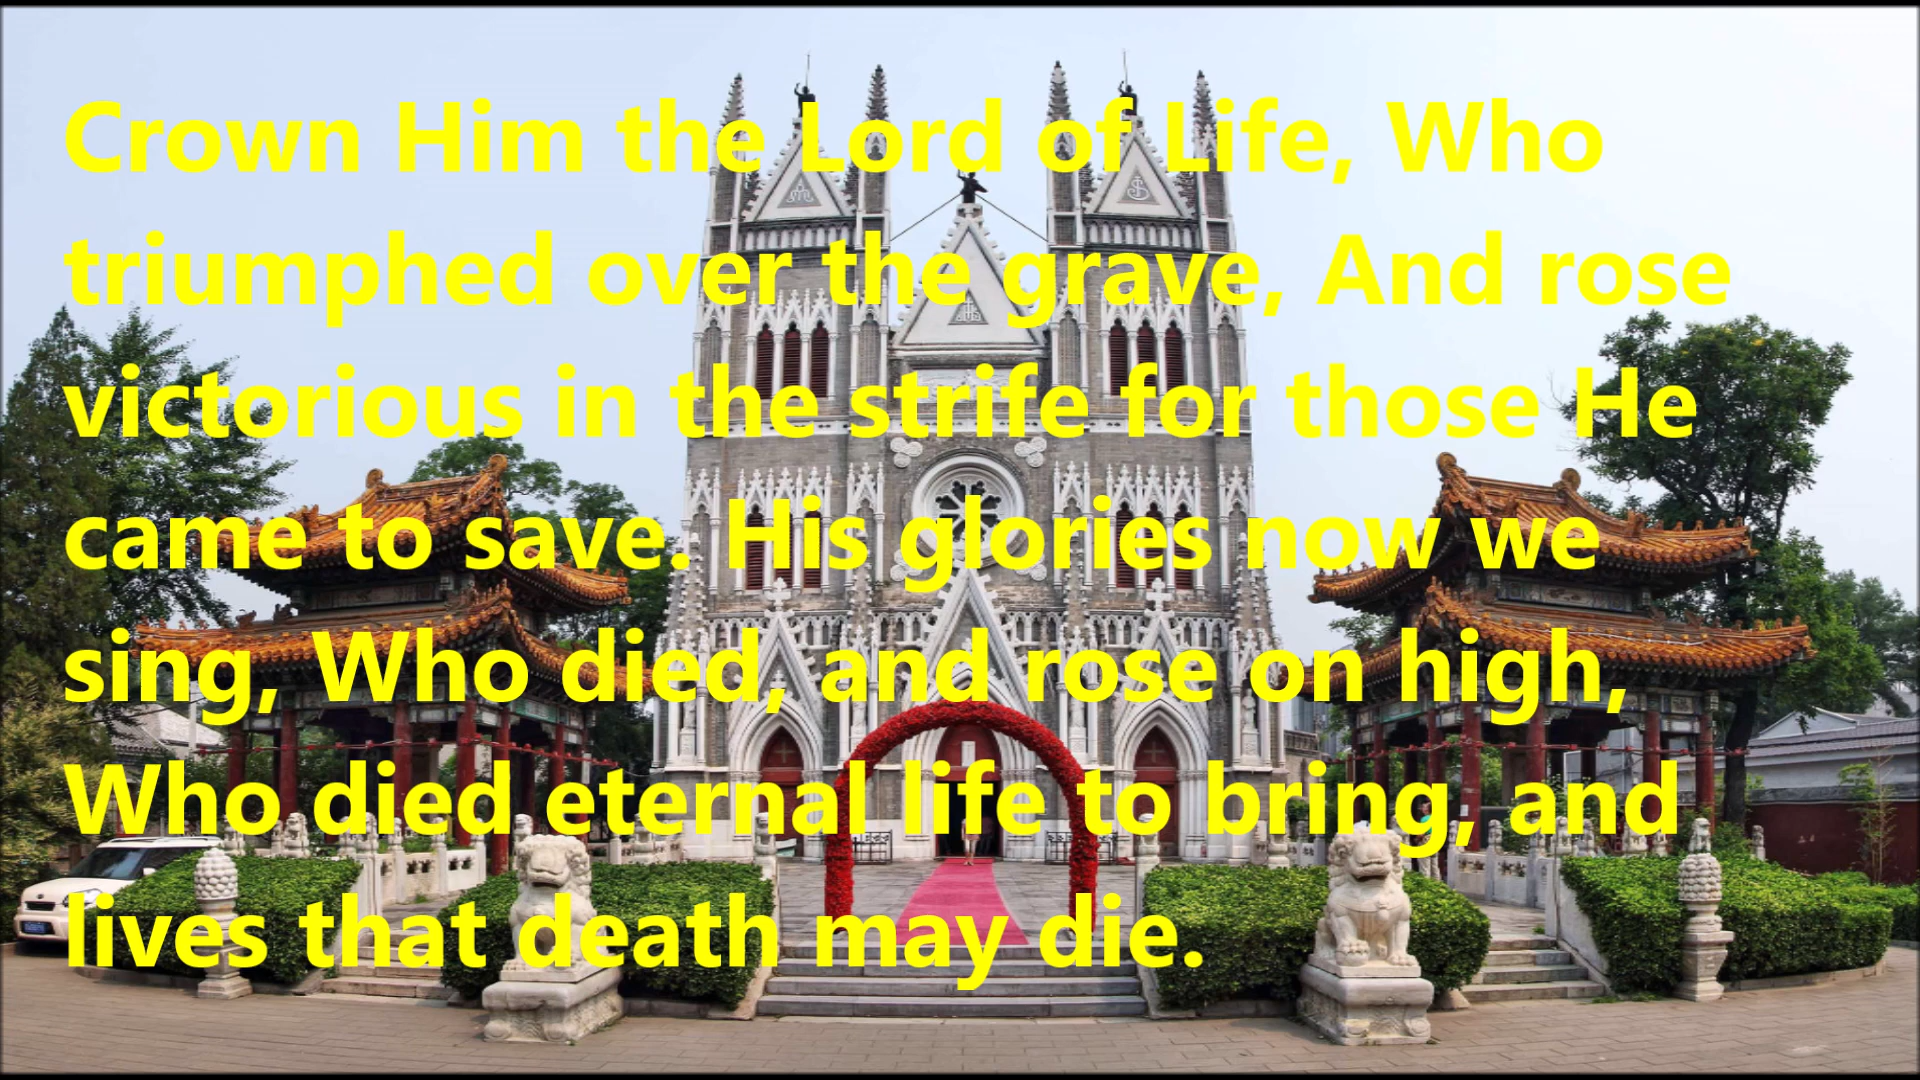 Crown Him the Lord of Life, Who
triumphed over the grave, And rose
victorious in the strife for those He
came to save. His glories now we
sing, Who died, and rose on high,
Who died eternal life to bring, and
lives that death may die.